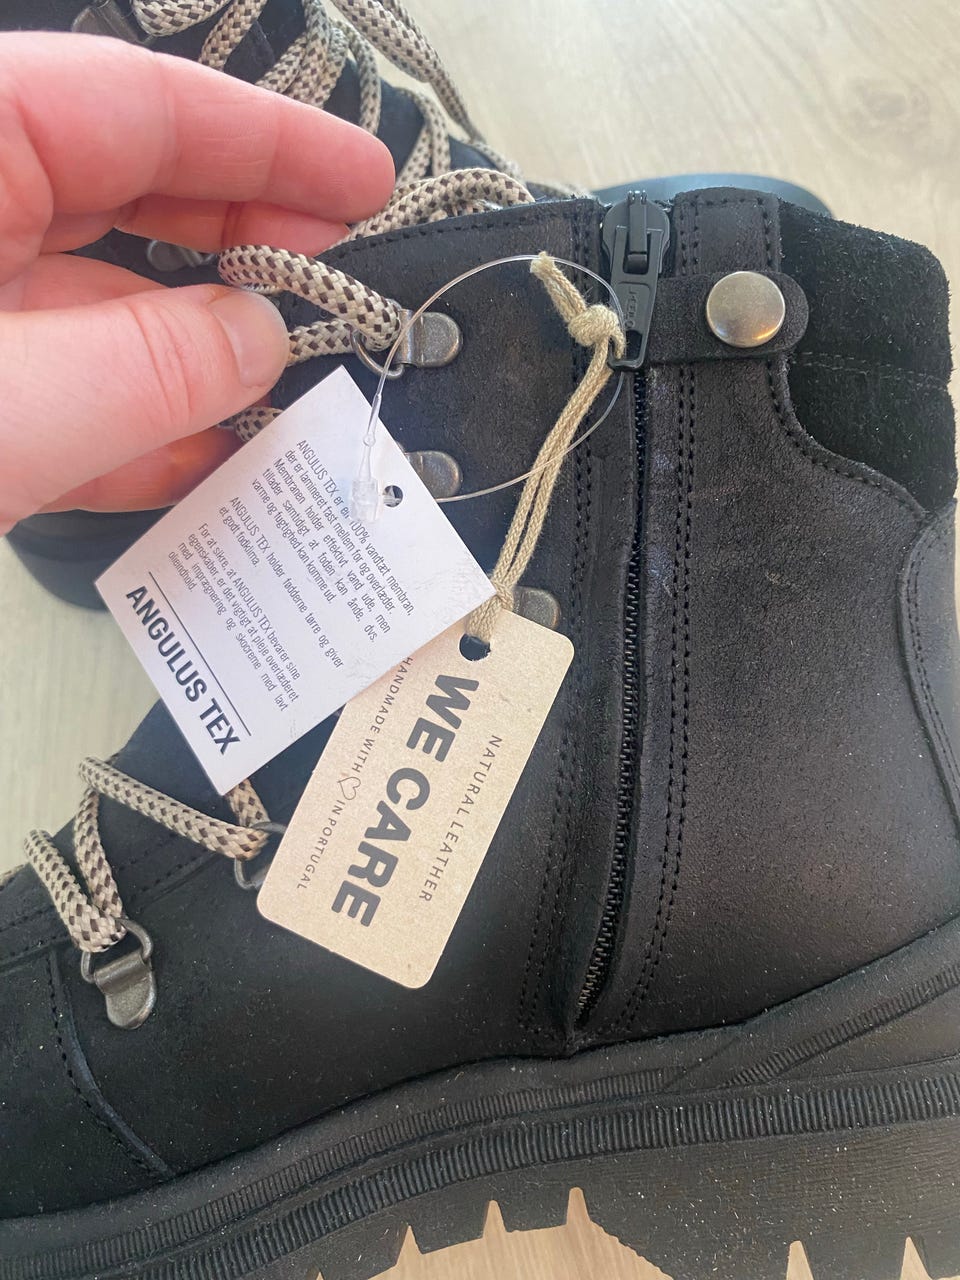 ANGULUS TEX er en 100% vandtæt membran,
der er lamineret fast mellem for og overlæder.
Membranen holder effektivt vand ude, men
tillader samtidigt at foden kan ånde, dvs.
varme og fugtighed kan komme ud.
ANGULUS TEX holder fødderne tørre og giver
et godt fodklima.
For at sikre, at ANGULUS TEX bevarer sine
egenskaber, er det vigtigt at pleje overlæderet
med imprægnering og skocreme med lavt
olieindhold.
ANGULUS TEX
NATURAL LEATHER
WE CARE
HANDMADE WITH ♡ IN PORTUGAL